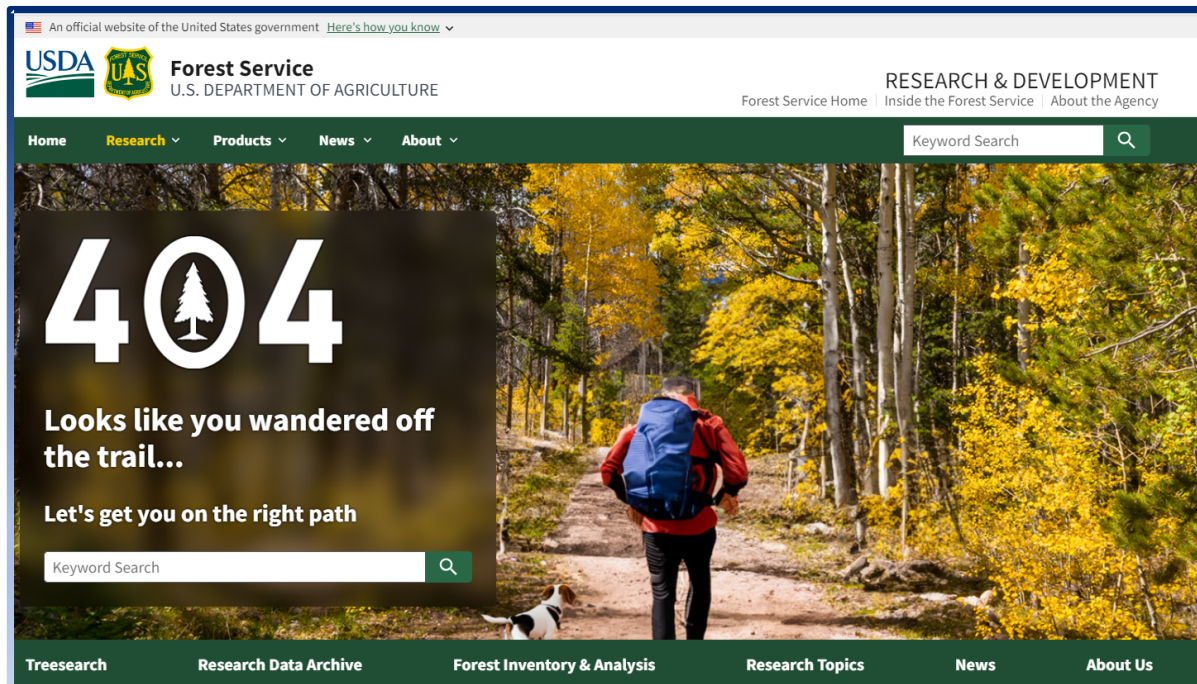 An official website of the United States government Here's how you know
USDA
FOREST SERVICE
UAS
Forest Service
U.S. DEPARTMENT OF AGRICULTURE
RESEARCH & DEVELOPMENT
Forest Service Home | Inside the Forest Service | About the Agency
Home Research Products News About
Keyword Search
404
Looks like you wandered off
the trail...
Let's get you on the right path
Keyword Search
Treesearch Research Data Archive Forest Inventory & Analysis Research Topics News About Us